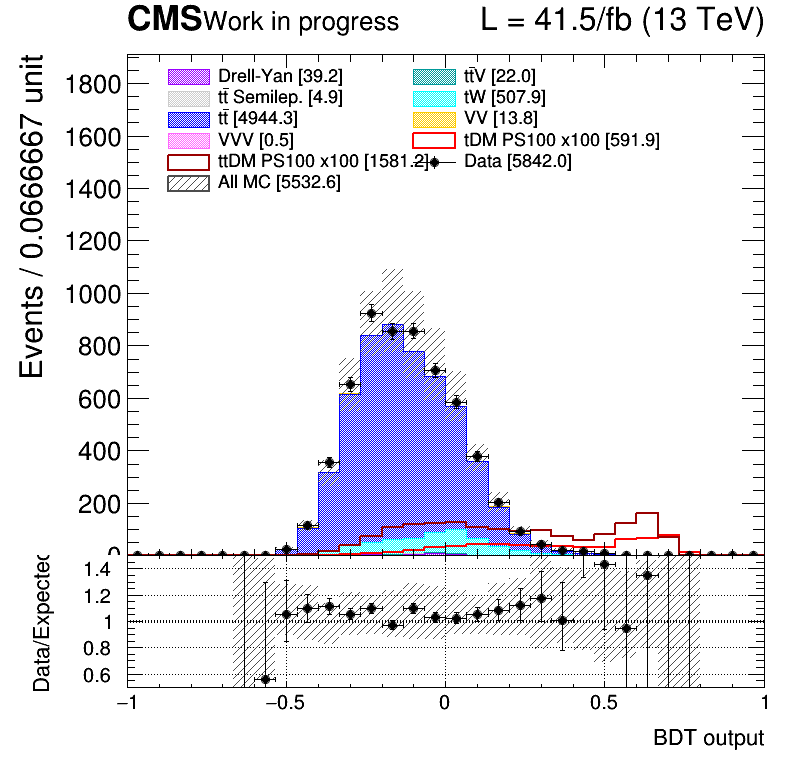 CMS Work in progress L = 41.5/fb (13 TeV)
Events / 0.0666667 unit
Drell-Yan [39.2] tt̄V [22.0]
tt̄ Semilep. [4.9] tW [507.9]
tt̄ [4944.3] VV [13.8]
VVV [0.5] tDM PS100 x100 [591.9]
ttDM PS100 x100 [1581.2] Data [5842.0]
All MC [5532.6]
1800
1600
1400
1200
1000
800
600
400
200
0
Data/Expected
1.4
1.2
1
0.8
0.6
−1 −0.5 0 0.5 1
BDT output